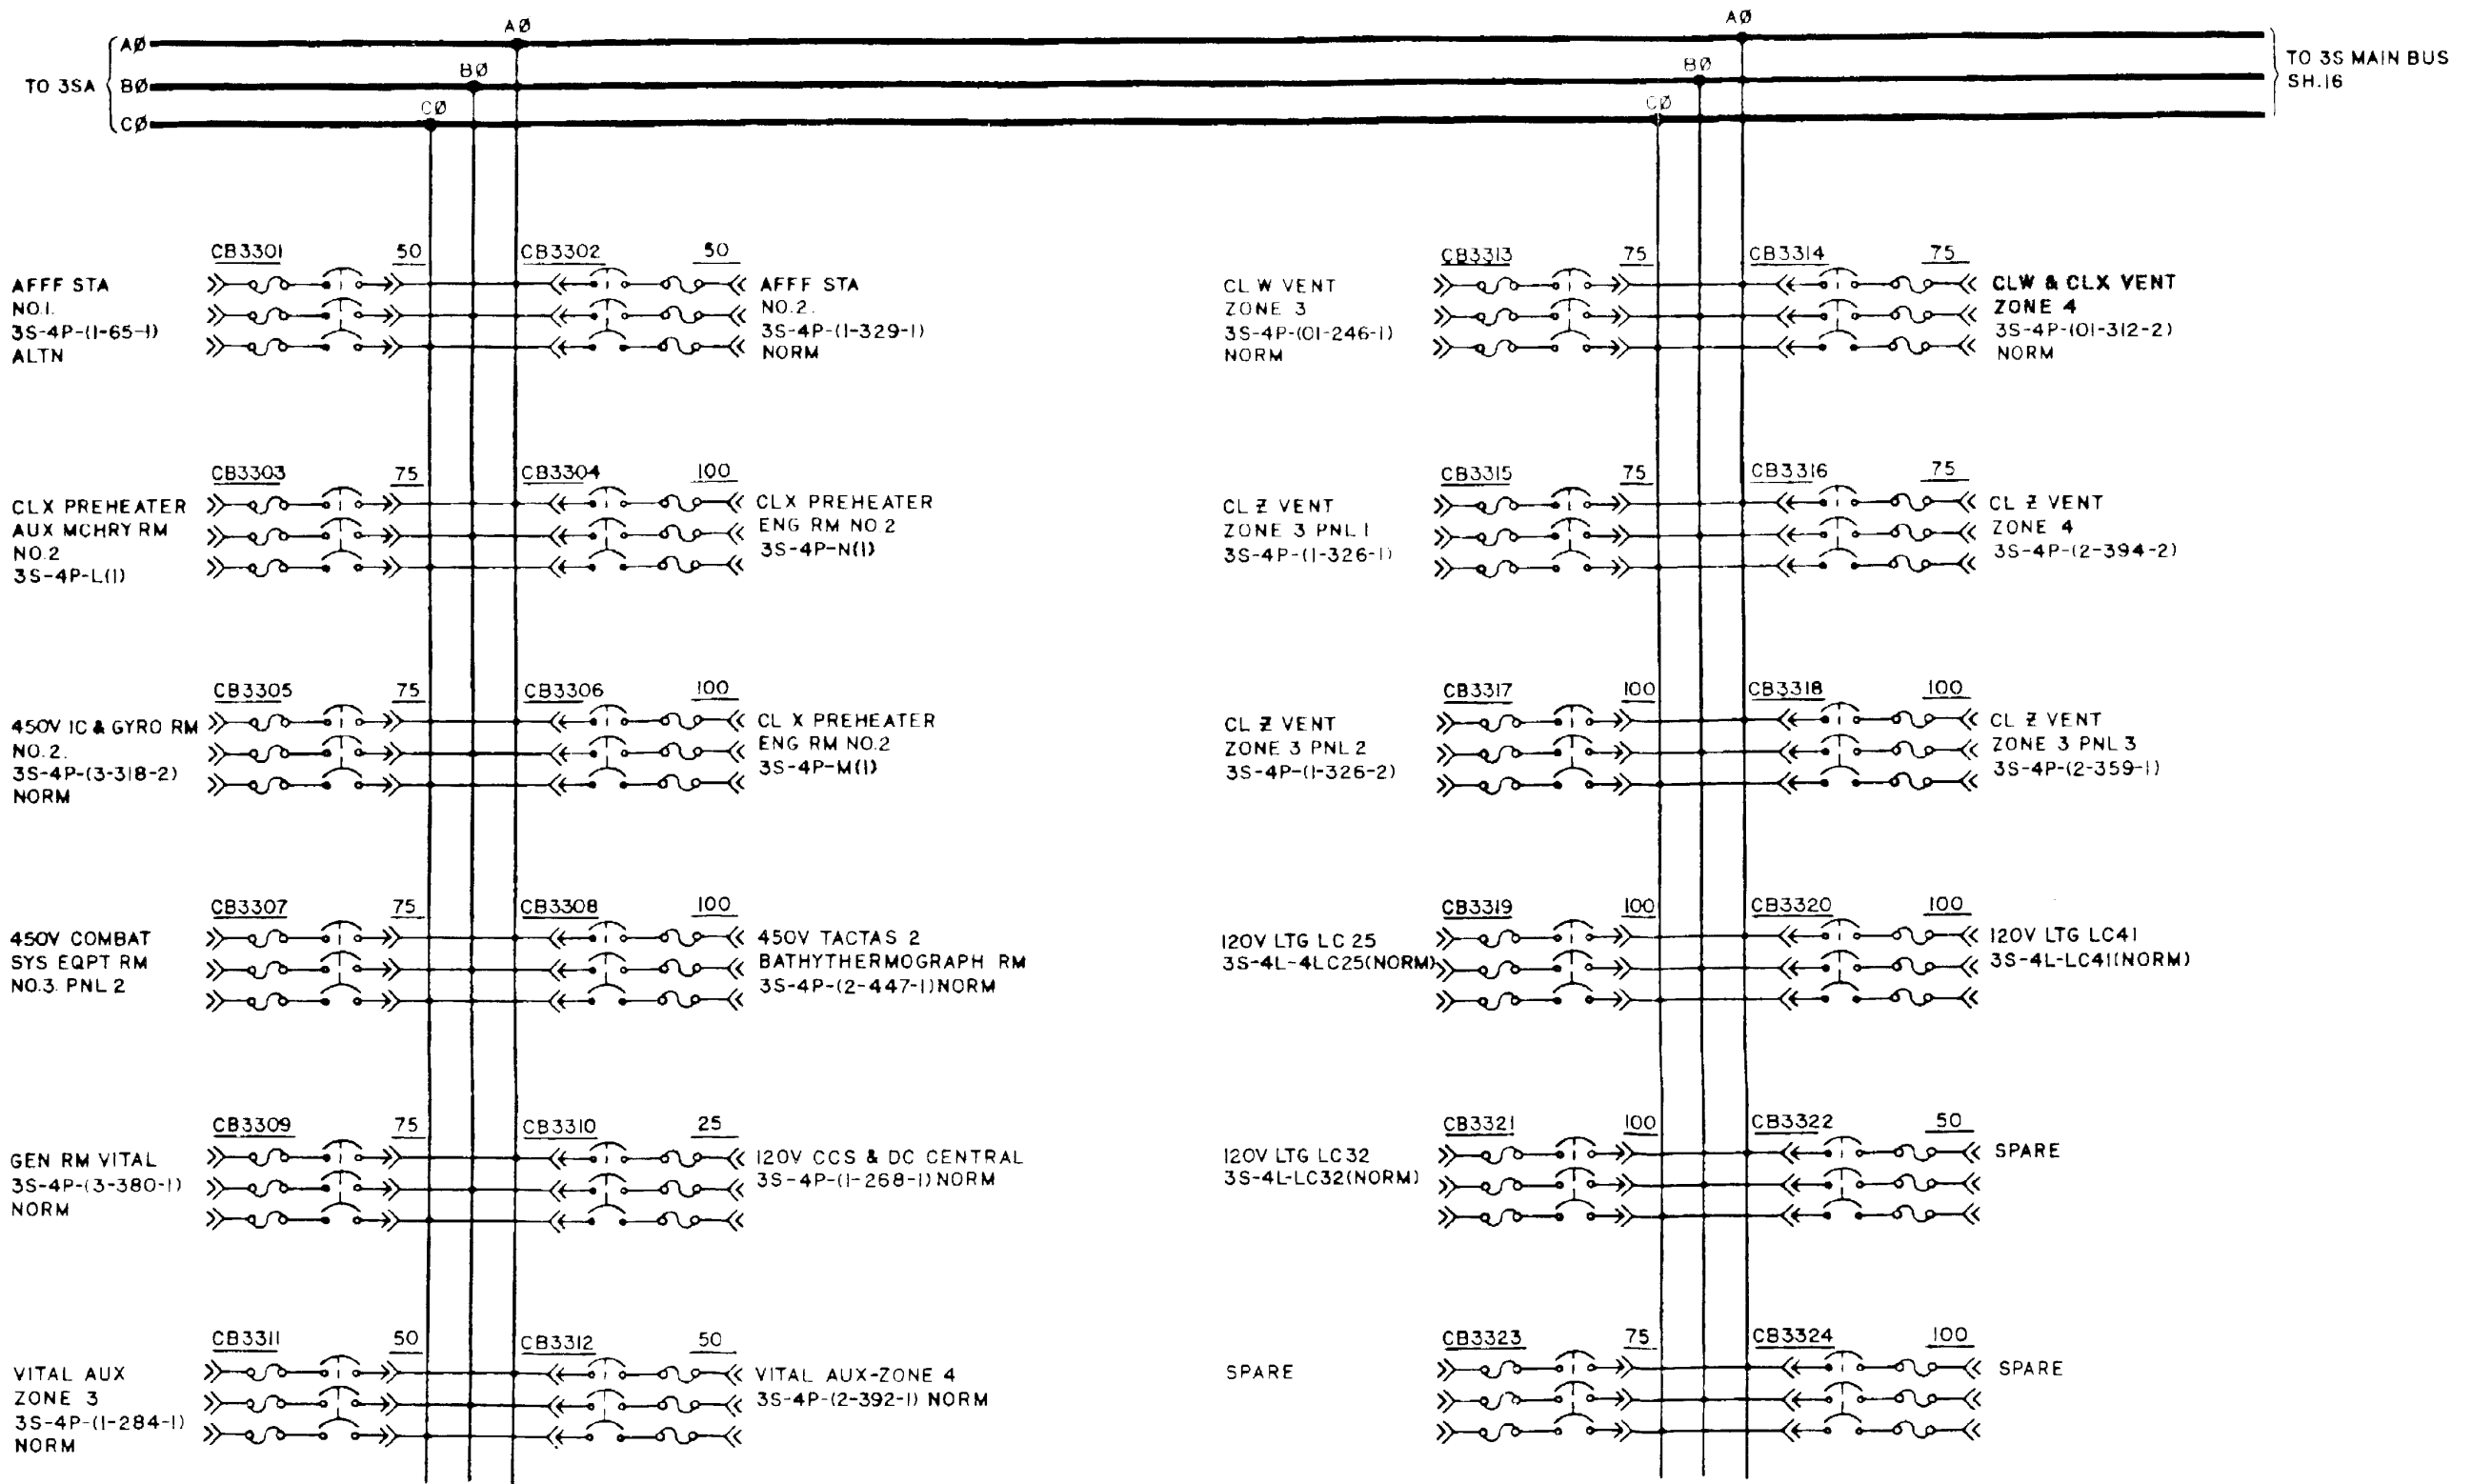 AØ
AØ
AØ
BØ
BØ
TO 3SA
BØ
CØ
CØ
CØ
TO 3S MAIN BUS
SH.16
CB3301
50
CB3302
50
AFFF STA
NO.1.
3S-4P-(1-65-1)
ALTN
AFFF STA
NO.2.
3S-4P-(1-329-1)
NORM
CB3303
75
CB3304
100
CLX PREHEATER
AUX MCHRY RM
NO.2
3S-4P-L(1)
CLX PREHEATER
ENG RM NO 2
3S-4P-N(1)
CB3305
75
CB3306
100
450V IC & GYRO RM
NO.2.
3S-4P-(3-318-2)
NORM
CL X PREHEATER
ENG RM NO.2
3S-4P-M(1)
CB3307
75
CB3308
100
450V COMBAT
SYS EQPT RM
NO.3. PNL 2
450V TACTAS 2
BATHYTHERMOGRAPH RM
3S-4P-(2-447-1)NORM
CB3309
75
CB3310
25
GEN RM VITAL
3S-4P-(3-380-1)
NORM
120V CCS & DC CENTRAL
3S-4P-(1-268-1)NORM
CB3311
50
CB3312
50
VITAL AUX
ZONE 3
3S-4P-(1-284-1)
NORM
VITAL AUX-ZONE 4
3S-4P-(2-392-1) NORM
CB3313
75
CB3314
75
CL W VENT
ZONE 3
3S-4P-(01-246-1)
NORM
CLW & CLX VENT
ZONE 4
3S-4P-(01-312-2)
NORM
CB3315
75
CB3316
75
CL Z VENT
ZONE 3 PNL 1
3S-4P-(1-326-1)
CL Z VENT
ZONE 4
3S-4P-(2-394-2)
CB3317
100
CB3318
100
CL Z VENT
ZONE 3 PNL 2
3S-4P-(1-326-2)
CL Z VENT
ZONE 3 PNL 3
3S-4P-(2-359-1)
CB3319
100
CB3320
100
120V LTG LC 25
3S-4L-4LC25(NORM)
120V LTG LC41
3S-4L-LC41(NORM)
CB3321
100
CB3322
50
120V LTG LC32
3S-4L-LC32(NORM)
SPARE
CB3323
75
CB3324
100
SPARE
SPARE